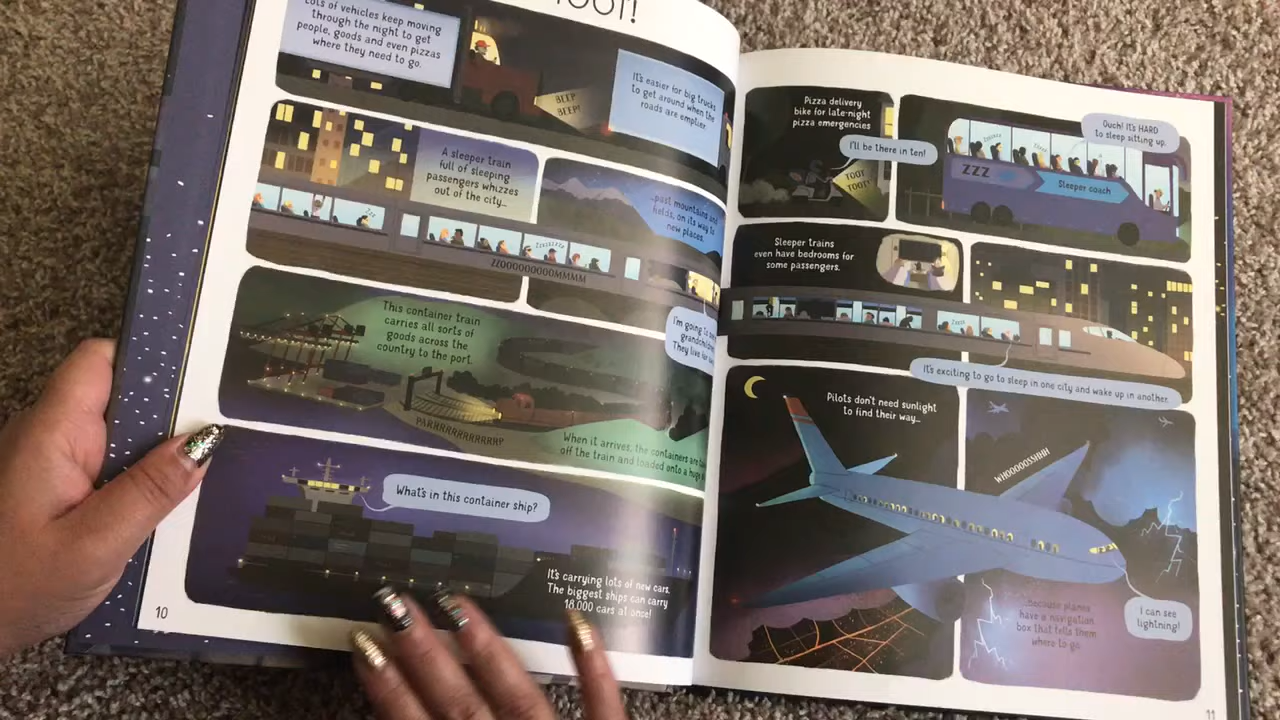 TOOT!
Lots of vehicles keep moving
through the night to get
people, goods and even pizzas
where they need to go.
BEEP
BEEP!
It's easier for big trucks
to get around when the
roads are emptier.
A sleeper train
full of sleeping
passengers whizzes
out of the city...
...past mountains and
fields, on its way to
new places.
ZZOOOOOOOOOMMMM
I'm going to
They live
This container train
carries all sorts of
goods across the
country to the port.
PARRRRRRRRRRP
When it arrives, the containers are
off the train and loaded onto a huge
What's in this container ship?
It's carrying lots of new cars.
The biggest ships can carry
18,000 cars at once!
10
Pizza delivery
bike for late-night
pizza emergencies
I'll be there in ten!
TOOT
TOOT!
Ouch! It's HARD
to sleep sitting up.
ZZZ
Sleeper coach
Sleeper trains
even have bedrooms for
some passengers.
It's exciting to go to sleep in one city and wake up in another.
Pilots don't need sunlight
to find their way...
WHOOOOSSHHH
...because planes
have a navigation
box that tells them
where to go.
I can see
lightning!
11